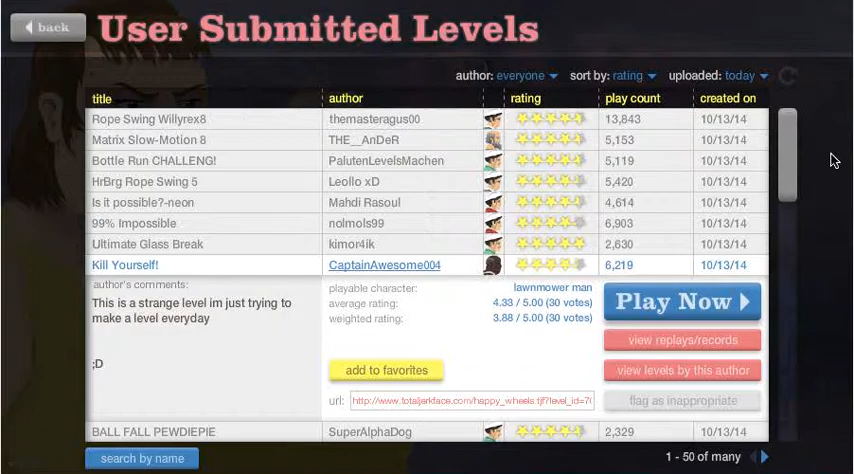 back
User Submitted Levels
author: everyone sort by: rating uploaded: today
title author rating play count created on
Rope Swing Willyrex8 themasteragus00 13,843 10/13/14
Matrix Slow-Motion 8 THE__AnDeR 5,153 10/13/14
Bottle Run CHALLENG! PalutenLevelsMachen 5,119 10/13/14
HrBrg Rope Swing 5 Leollo xD 5,420 10/13/14
Is it possible?-neon Mahdi Rasoul 4,614 10/13/14
99% Impossible nolmols99 6,903 10/13/14
Ultimate Glass Break kimor4ik 2,630 10/13/14
Kill Yourself! CaptainAwesome004 6,219 10/13/14
author's comments:
This is a strange level im just trying to
make a level everyday
;D
playable character: lawnmower man
average rating: 4.33 / 5.00 (30 votes)
weighted rating: 3.88 / 5.00 (30 votes)
add to favorites
url: http://www.totaljerkface.com/happy_wheels.tjf?level_id=7(
Play Now
view replays/records
view levels by this author
flag as inappropriate
BALL FALL PEWDIEPIE SuperAlphaDog 2,329 10/13/14
search by name
1 - 50 of many